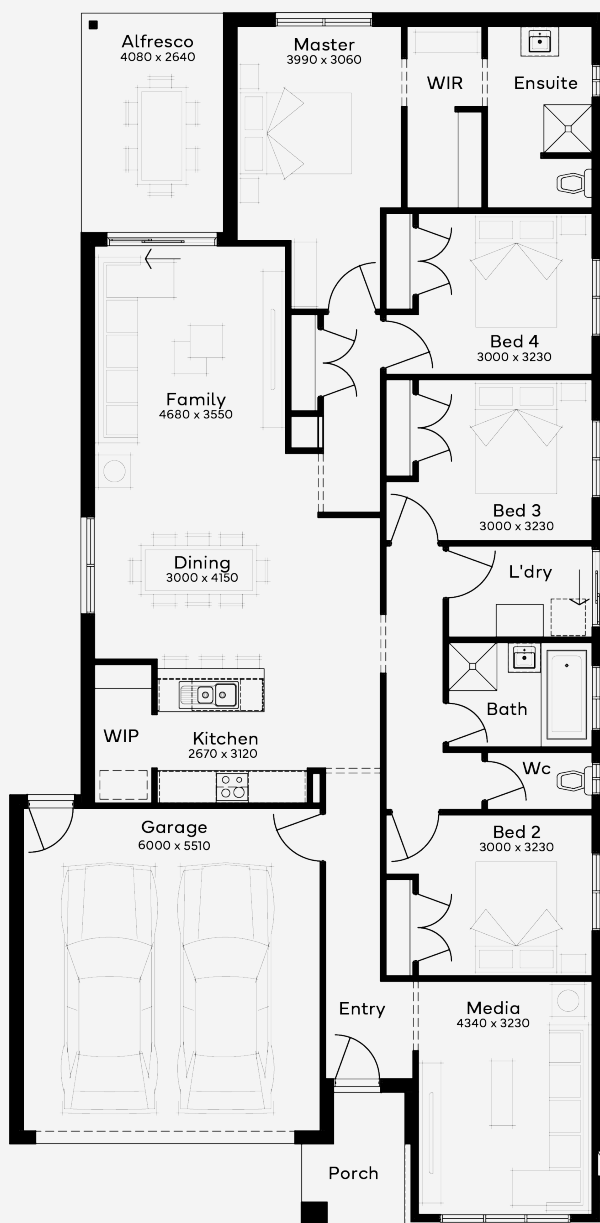 Alfresco
4080 x 2640
Master
3990 x 3060
WIR
Ensuite
Bed 4
3000 x 3230
Family
4680 x 3550
Bed 3
3000 x 3230
Dining
3000 x 4150
L'dry
Bath
WIP
Kitchen
2670 x 3120
Wc
Garage
6000 x 5510
Bed 2
3000 x 3230
Entry
Media
4340 x 3230
Porch